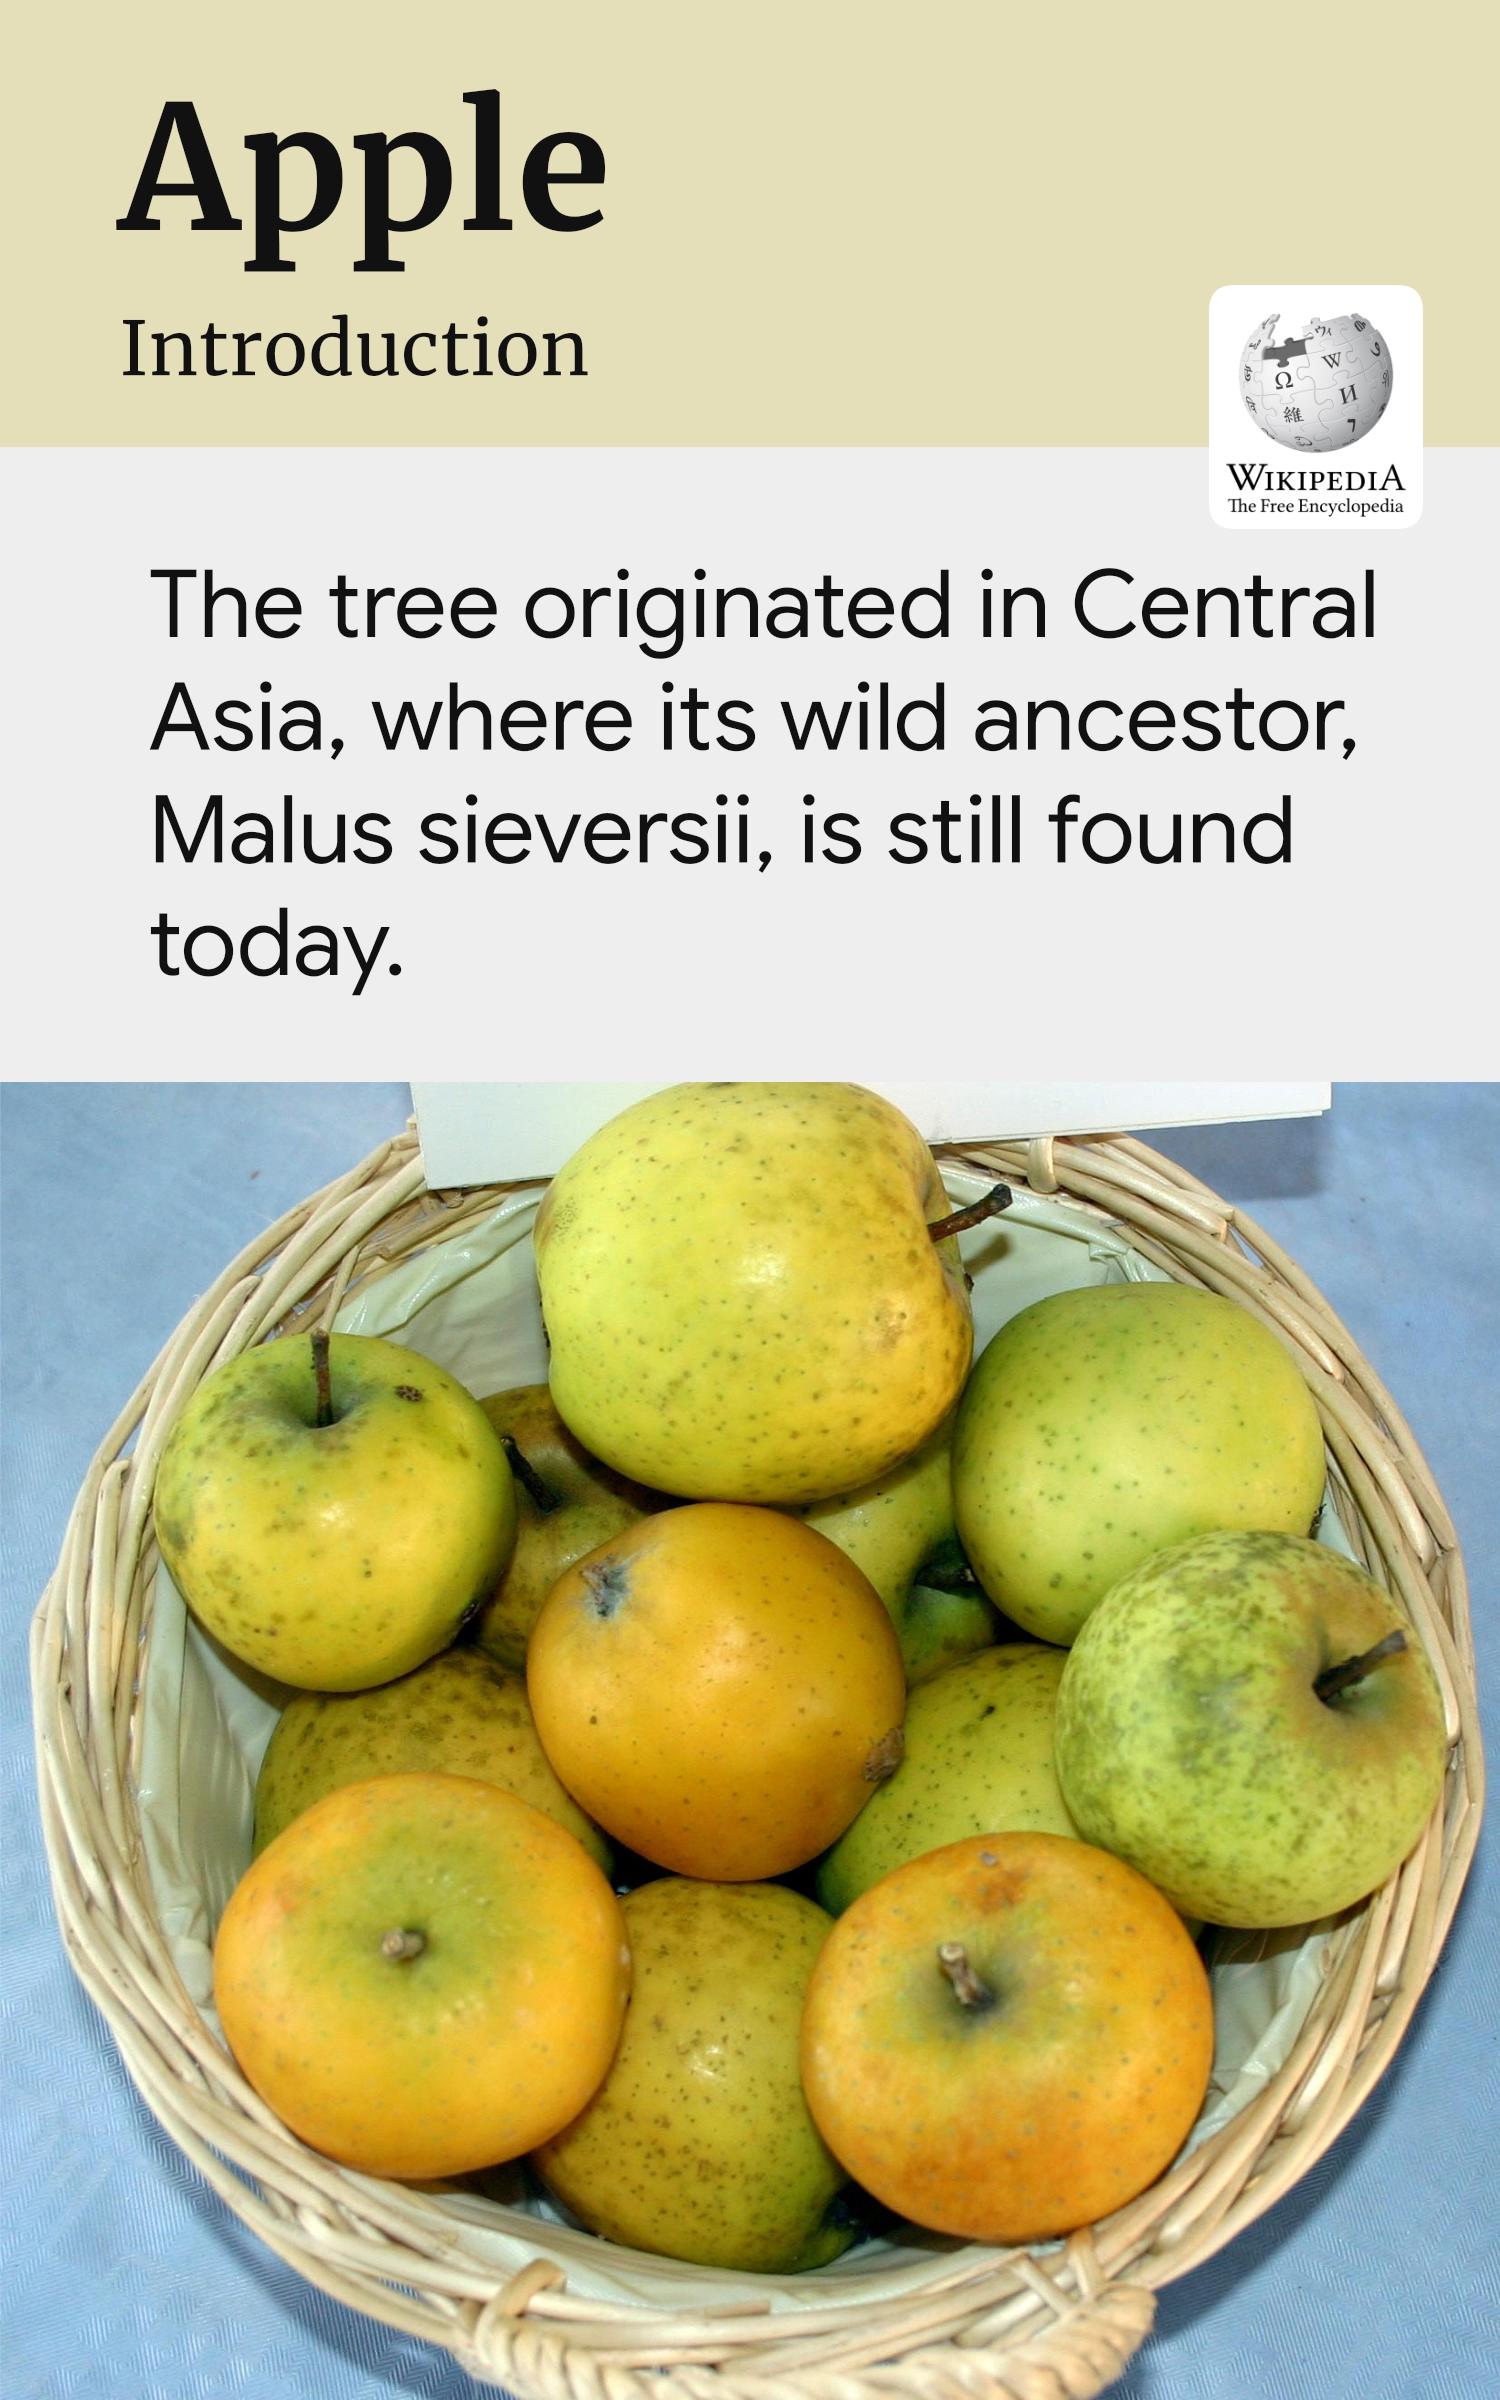 Apple
Introduction
Ω W И 維
WIKIPEDIA
The Free Encyclopedia
The tree originated in Central
Asia, where its wild ancestor,
Malus sieversii, is still found
today.